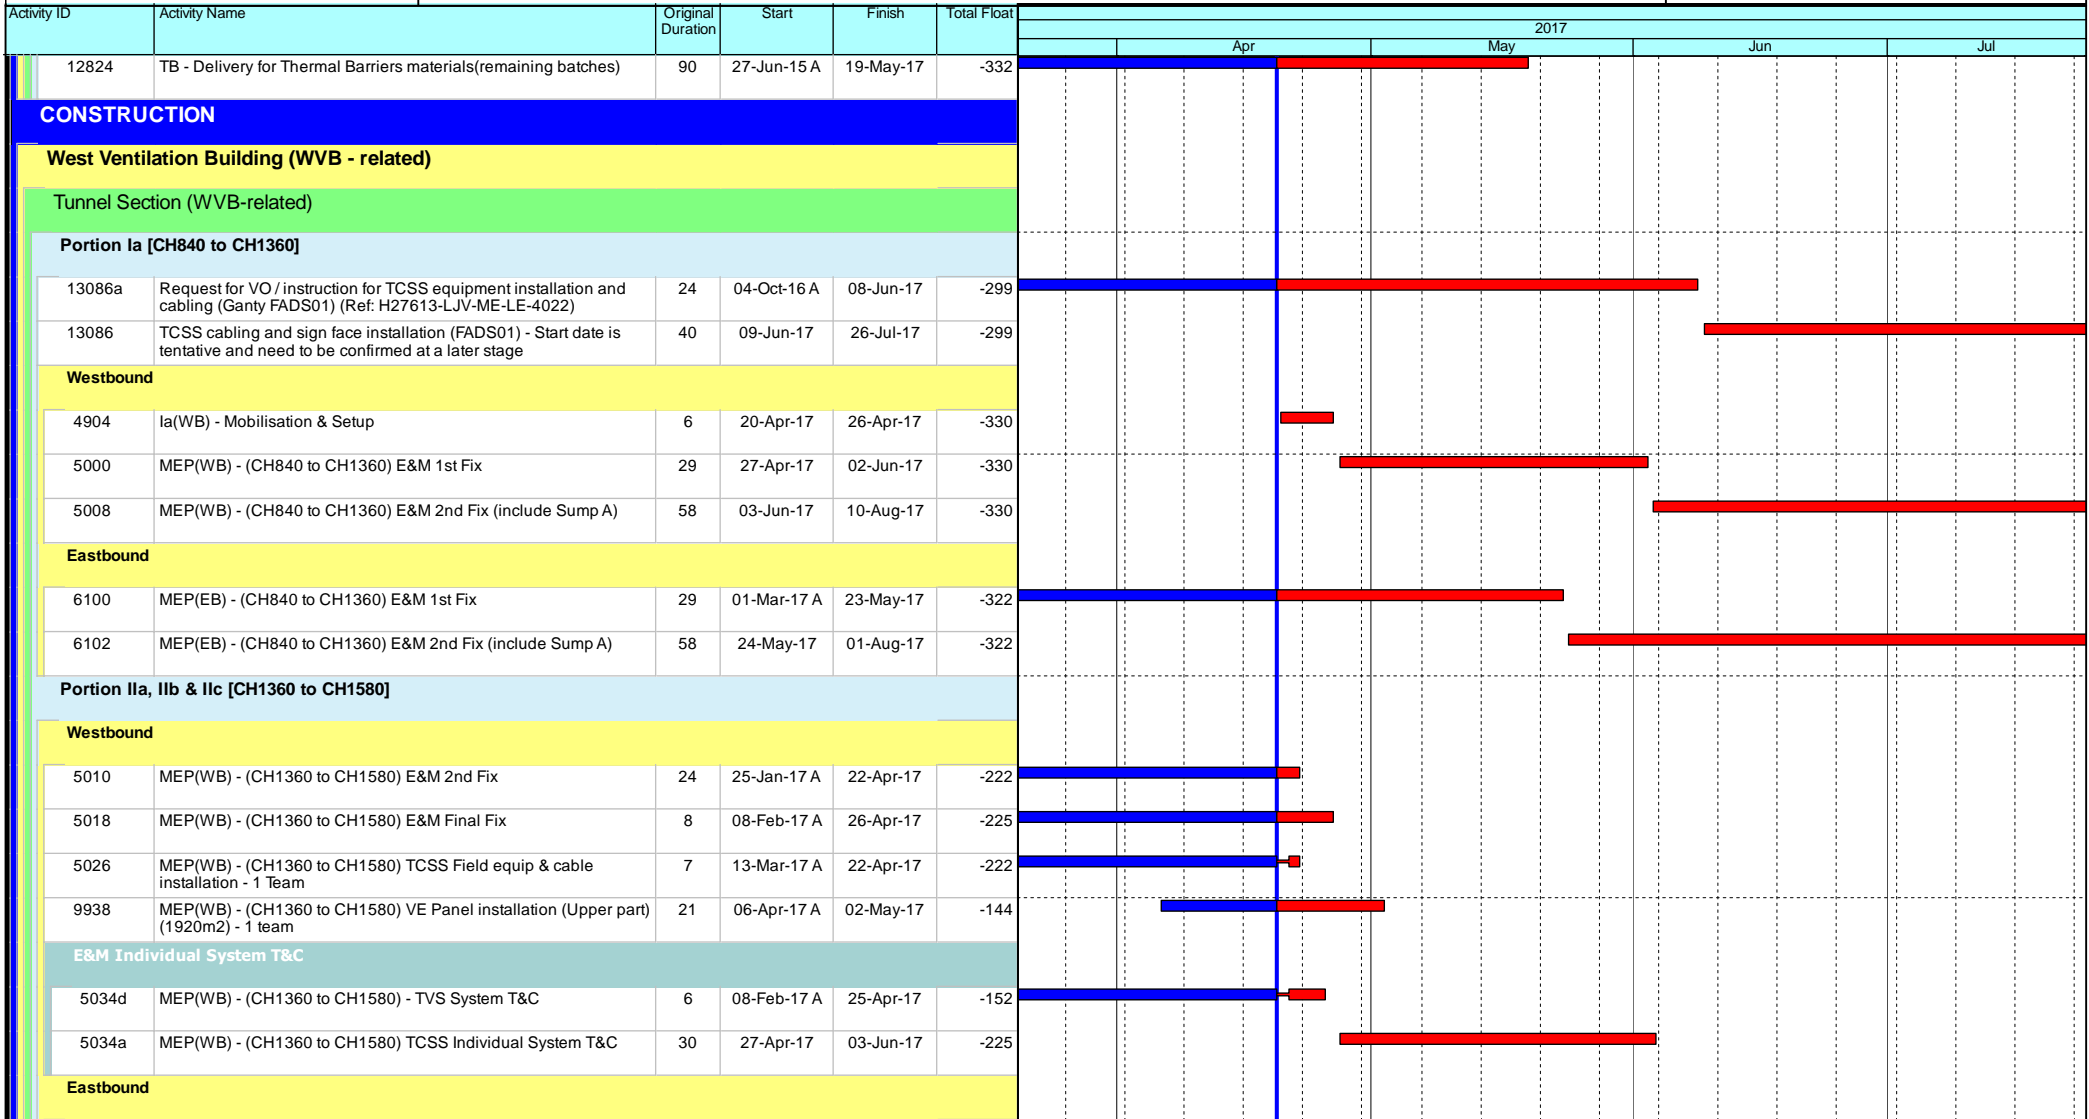 Activity ID Activity Name Original Duration Start Finish Total Float
2017
Apr May Jun Jul
12824 TB - Delivery for Thermal Barriers materials(remaining batches) 90 27-Jun-15 A 19-May-17 -332
CONSTRUCTION
West Ventilation Building (WVB - related)
Tunnel Section (WVB-related)
Portion Ia [CH840 to CH1360]
13086a Request for VO / instruction for TCSS equipment installation and cabling (Ganty FADS01) (Ref: H27613-LJV-ME-LE-4022) 24 04-Oct-16 A 08-Jun-17 -299
13086 TCSS cabling and sign face installation (FADS01) - Start date is tentative and need to be confirmed at a later stage 40 09-Jun-17 26-Jul-17 -299
Westbound
4904 Ia(WB) - Mobilisation & Setup 6 20-Apr-17 26-Apr-17 -330
5000 MEP(WB) - (CH840 to CH1360) E&M 1st Fix 29 27-Apr-17 02-Jun-17 -330
5008 MEP(WB) - (CH840 to CH1360) E&M 2nd Fix (include Sump A) 58 03-Jun-17 10-Aug-17 -330
Eastbound
6100 MEP(EB) - (CH840 to CH1360) E&M 1st Fix 29 01-Mar-17 A 23-May-17 -322
6102 MEP(EB) - (CH840 to CH1360) E&M 2nd Fix (include Sump A) 58 24-May-17 01-Aug-17 -322
Portion IIa, IIb & IIc [CH1360 to CH1580]
Westbound
5010 MEP(WB) - (CH1360 to CH1580) E&M 2nd Fix 24 25-Jan-17 A 22-Apr-17 -222
5018 MEP(WB) - (CH1360 to CH1580) E&M Final Fix 8 08-Feb-17 A 26-Apr-17 -225
5026 MEP(WB) - (CH1360 to CH1580) TCSS Field equip & cable installation - 1 Team 7 13-Mar-17 A 22-Apr-17 -222
9938 MEP(WB) - (CH1360 to CH1580) VE Panel installation (Upper part) (1920m2) - 1 team 21 06-Apr-17 A 02-May-17 -144
E&M Individual System T&C
5034d MEP(WB) - (CH1360 to CH1580) - TVS System T&C 6 08-Feb-17 A 25-Apr-17 -152
5034a MEP(WB) - (CH1360 to CH1580) TCSS Individual System T&C 30 27-Apr-17 03-Jun-17 -225
Eastbound